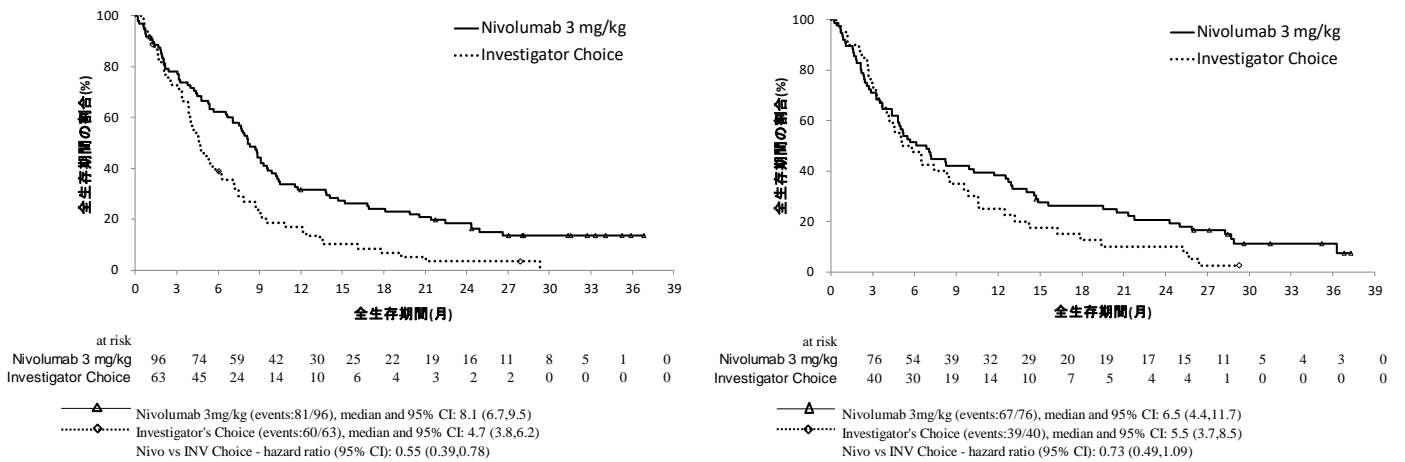 100
80
60
40
20
0
全生存期間の割合(%)
Nivolumab 3 mg/kg
Investigator Choice
0 3 6 9 12 15 18 21 24 27 30 33 36 39
全生存期間(月)
at risk
Nivolumab 3 mg/kg 96 74 59 42 30 25 22 19 16 11 8 5 1 0
Investigator Choice 63 45 24 14 10 6 4 3 2 2 0 0 0 0
Nivolumab 3mg/kg (events:81/96), median and 95% CI: 8.1 (6.7,9.5)
Investigator's Choice (events:60/63), median and 95% CI: 4.7 (3.8,6.2)
Nivo vs INV Choice - hazard ratio (95% CI): 0.55 (0.39,0.78)
100
80
60
40
20
0
全生存期間の割合(%)
Nivolumab 3 mg/kg
Investigator Choice
0 3 6 9 12 15 18 21 24 27 30 33 36 39
全生存期間(月)
at risk
Nivolumab 3 mg/kg 76 54 39 32 29 20 19 17 15 11 5 4 3 0
Investigator Choice 40 30 19 14 10 7 5 4 4 1 0 0 0 0
Nivolumab 3mg/kg (events:67/76), median and 95% CI: 6.5 (4.4,11.7)
Investigator's Choice (events:39/40), median and 95% CI: 5.5 (3.7,8.5)
Nivo vs INV Choice - hazard ratio (95% CI): 0.73 (0.49,1.09)